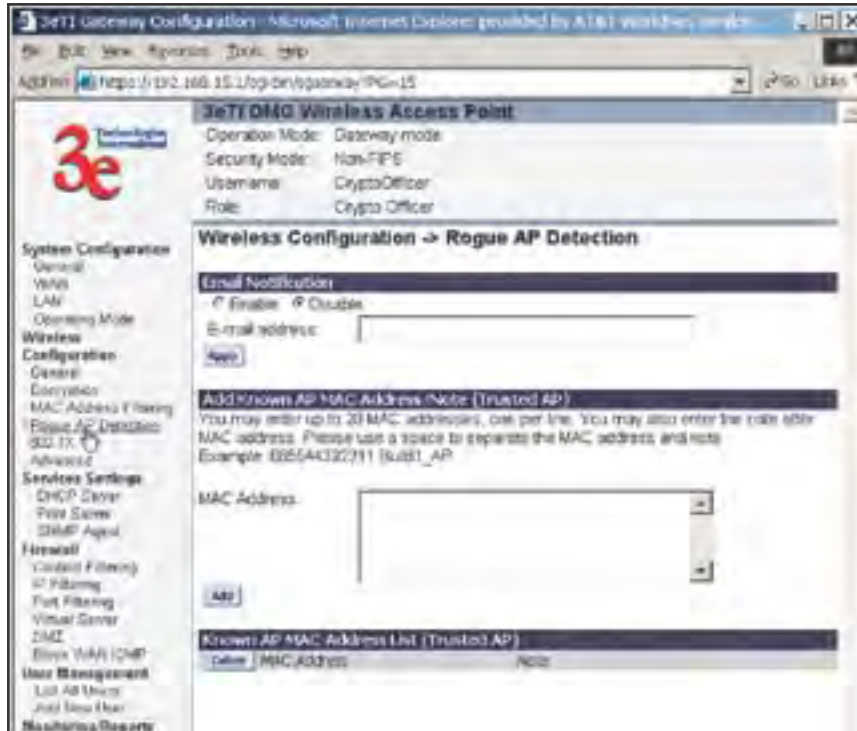 3eTI Gateway Configuration - Microsoft Internet Explorer provided by AT&T WorldNet Service
File Edit View Favorites Tools Help
Address https://192.168.15.1/cgi-bin/sgateway?PG=15 Go Links
3e Technologies International
3eTI DMG Wireless Access Point
Operation Mode: Gateway mode
Security Mode: Non-FIPS
Username: CryptoOfficer
Role: Crypto Officer
System Configuration
General
WAN
LAN
Operating Mode
Wireless
Configuration
General
Encryption
MAC Address Filtering
Rogue AP Detection
802.1X
Advanced
Services Settings
DHCP Server
Print Server
SNMP Agent
Firewall
Content Filtering
IP Filtering
Port Filtering
Virtual Server
DMZ
Block WAN ICMP
User Management
List All Users
Add New User
Monitoring/Reports
Wireless Configuration -> Rogue AP Detection
Email Notification
Enable Disable
E-mail address:
Apply
Add Known AP MAC Address /Note (Trusted AP)
You may enter up to 20 MAC addresses, one per line. You may also enter the note after
MAC address. Please use a space to separate the MAC address and note.
Example:
MAC Address:
Add
Known AP MAC Address List (Trusted AP)
Delete MAC Address Note